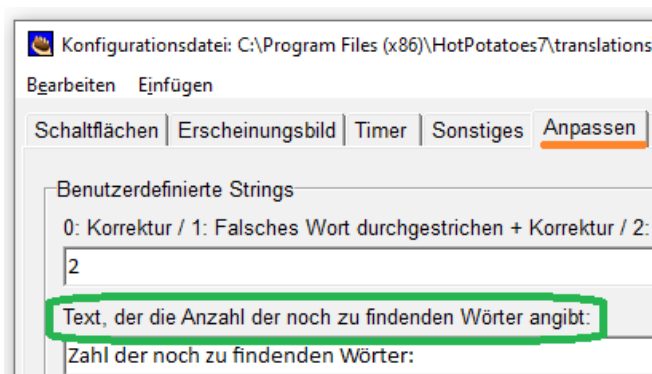 Konfigurationsdatei: C:\Program Files (x86)\HotPotatoes7\translations
Bearbeiten Einfügen
Schaltflächen Erscheinungsbild Timer Sonstiges Anpassen
Benutzerdefinierte Strings
0: Korrektur / 1: Falsches Wort durchgestrichen + Korrektur / 2:
2
Text, der die Anzahl der noch zu findenden Wörter angibt:
Zahl der noch zu findenden Wörter: